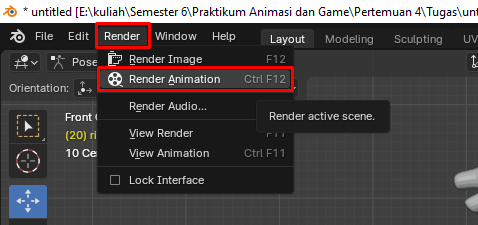 * untitled [E:\kuliah\Semester 6\Praktikum Animasi dan Game\Pertemuan 4\Tugas\unt
File Edit Render Window Help Layout Modeling
Pose
Render Image F12
Render Animation Ctrl F12
Orientation:
Render Audio...
Render active scene.
Front O
(20) ri
View Render F11
10 Ce
View Animation Ctrl F11
Lock Interface